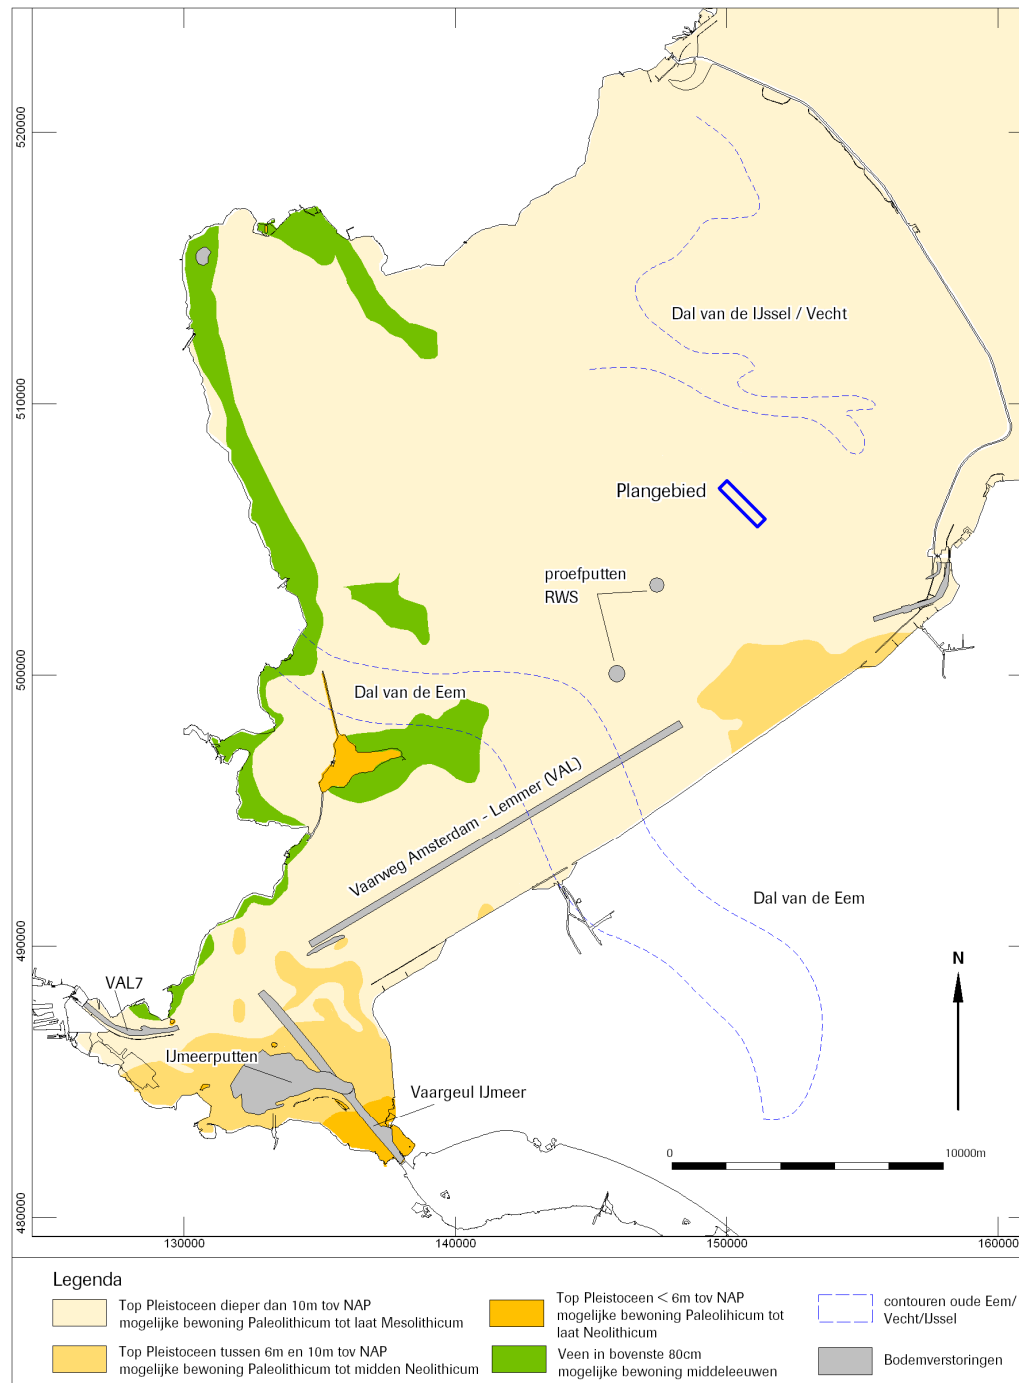 520000
510000
500000
490000
480000
130000
140000
150000
160000
Dal van de IJssel / Vecht
Plangebied
proefputten
RWS
Dal van de Eem
Vaarweg Amsterdam - Lemmer (VAL)
Dal van de Eem
VAL7
IJmeerputten
Vaargeul IJmeer
N
0
10000m
Legenda
Top Pleistoceen dieper dan 10m tov NAP
mogelijke bewoning Paleolithicum tot laat Mesolithicum
Top Pleistoceen tussen 6m en 10m tov NAP
mogelijke bewoning Paleolithicum tot midden Neolithicum
Top Pleistoceen < 6m tov NAP
mogelijke bewoning Paleolihicum tot
laat Neolithicum
Veen in bovenste 80cm
mogelijke bewoning middeleeuwen
contouren oude Eem/
Vecht/IJssel
Bodemverstoringen